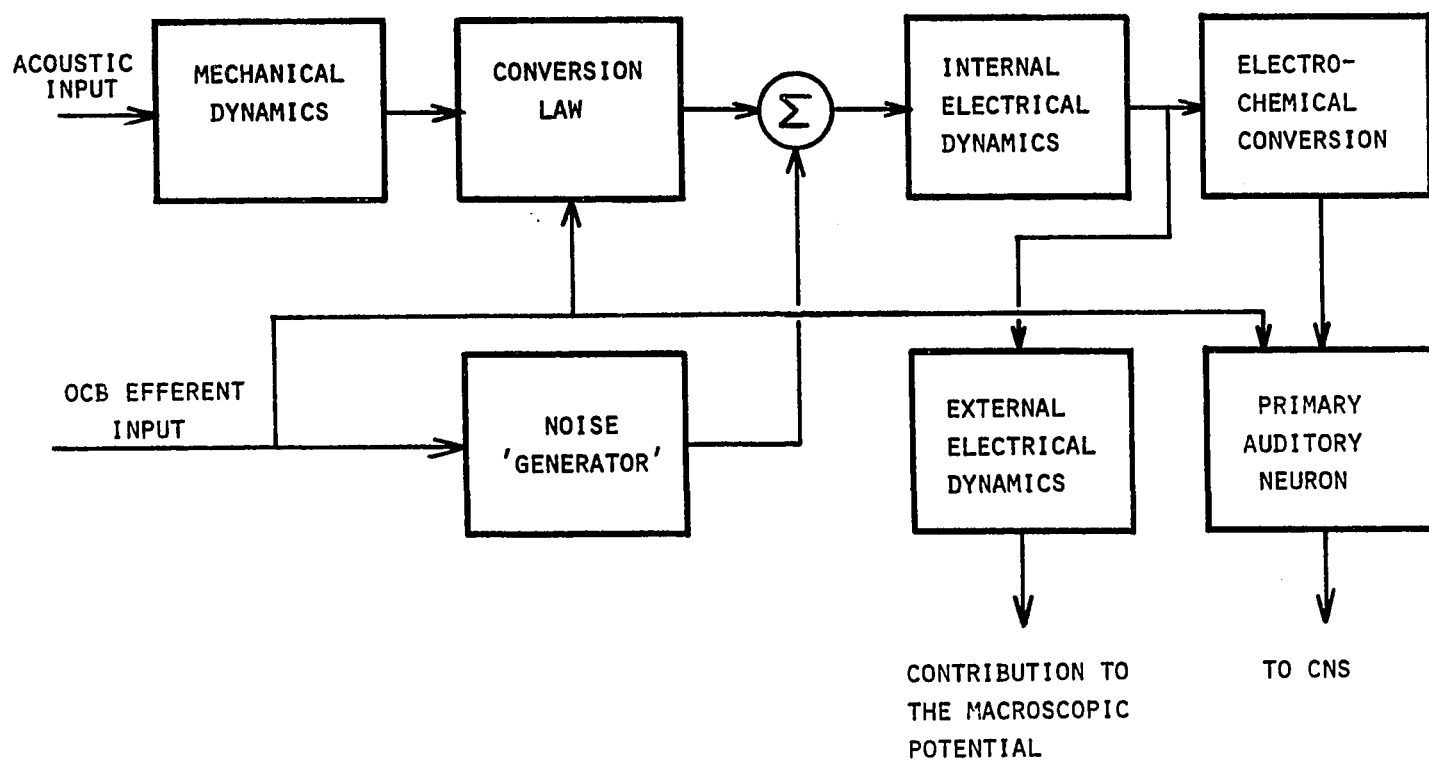 ACOUSTIC
INPUT
MECHANICAL
DYNAMICS
CONVERSION
LAW
Σ
INTERNAL
ELECTRICAL
DYNAMICS
ELECTRO-
CHEMICAL
CONVERSION
OCB EFFERENT
INPUT
NOISE
'GENERATOR'
EXTERNAL
ELECTRICAL
DYNAMICS
PRIMARY
AUDITORY
NEURON
CONTRIBUTION TO
THE MACROSCOPIC
POTENTIAL
TO CNS